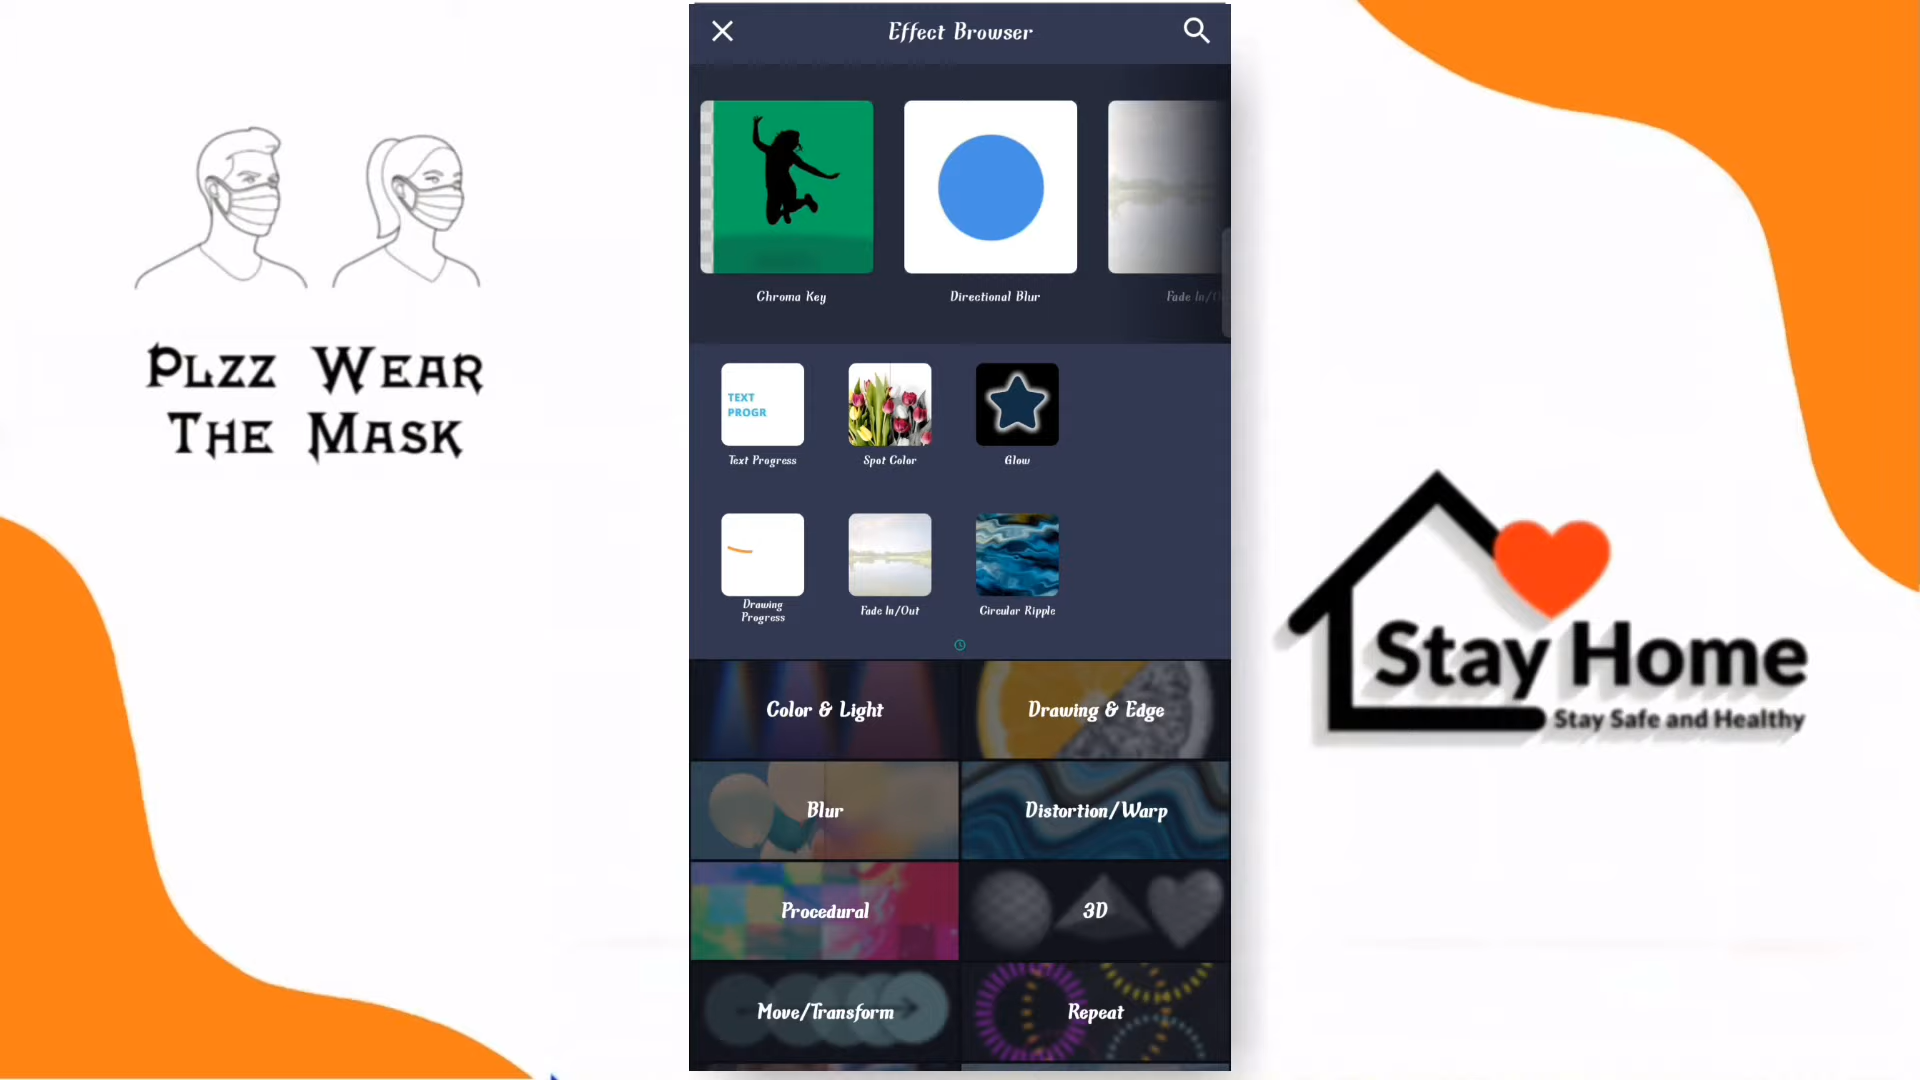 Effect Browser
Chroma Key
Directional Blur
Fade In/
TEXT
PROGR
Text Progress
Spot Color
Glow
Drawing
Progress
Fade In/Out
Circular Ripple
Color & Light
Drawing & Edge
Blur
Distortion/Warp
Procedural
3D
Move/Transform
Repeat
Plzz Wear
The Mask
Stay Home
Stay Safe and Healthy